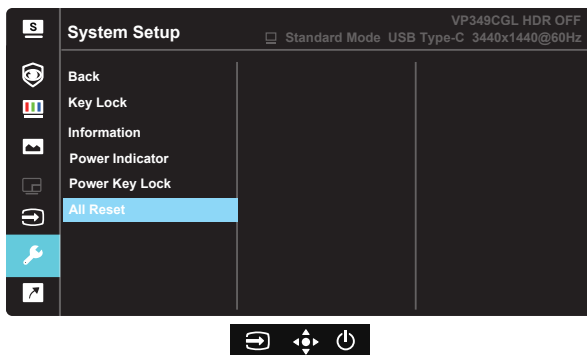 S
System Setup
VP349CGL HDR OFF
Standard Mode USB Type-C 3440x1440@60Hz
Back
Key Lock
Information
Power Indicator
Power Key Lock
All Reset